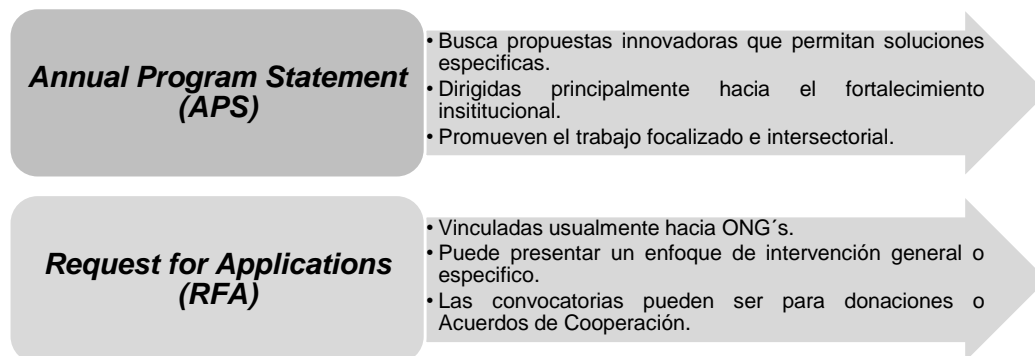 Annual Program Statement
(APS)
• Busca propuestas innovadoras que permitan soluciones
especificas.
• Dirigidas principalmente hacia el fortalecimiento
insititucional.
• Promueven el trabajo focalizado e intersectorial.
Request for Applications
(RFA)
• Vinculadas usualmente hacia ONG´s.
• Puede presentar un enfoque de intervención general o
especifico.
• Las convocatorias pueden ser para donaciones o
Acuerdos de Cooperación.